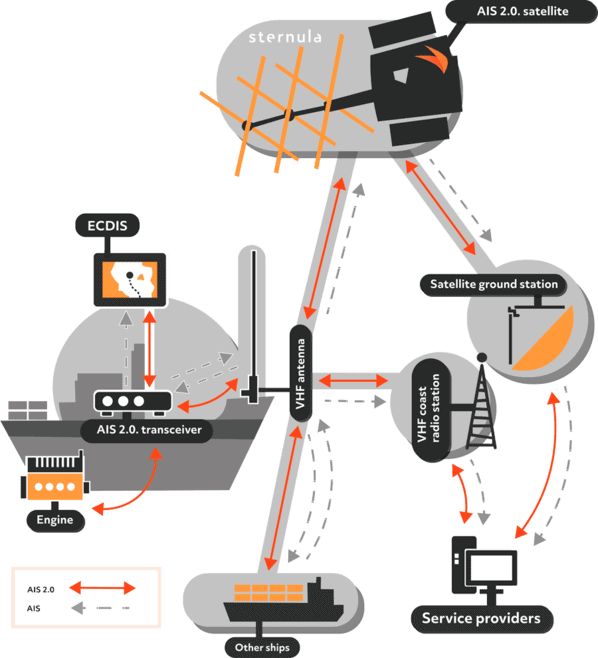 sternula
AIS 2.0. satellite
ECDIS
Satellite ground station
VHF antenna
VHF coast
radio station
AIS 2.0. transceiver
Engine
AIS 2.0
AIS
Service providers
Other ships